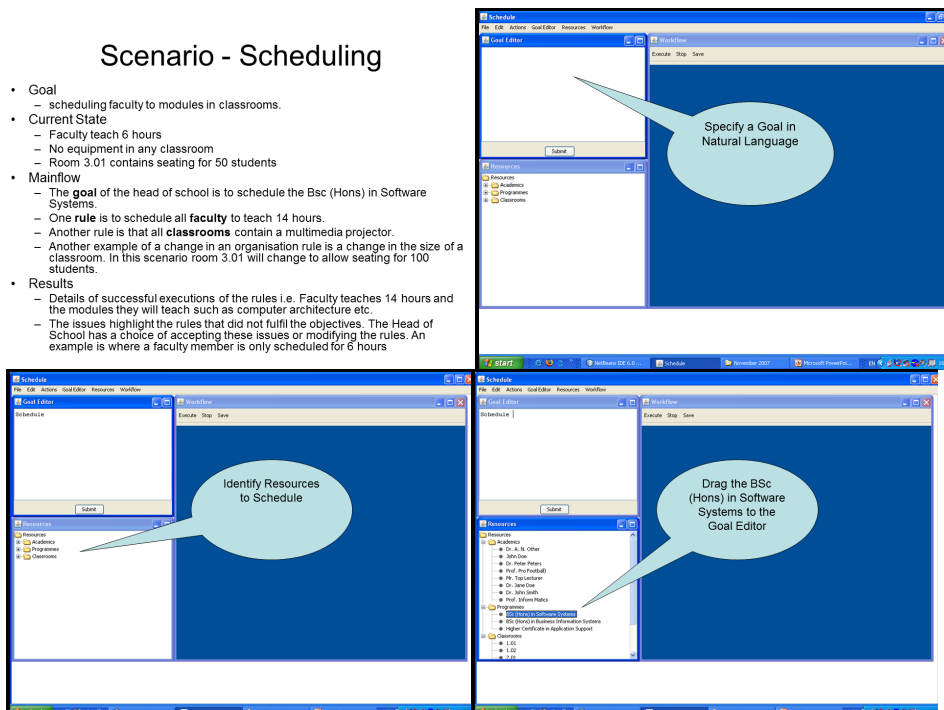 Scenario - Scheduling
• Goal
– scheduling faculty to modules in classrooms.
• Current State
– Faculty teach 6 hours
– No equipment in any classroom
– Room 3.01 contains seating for 50 students
• Mainflow
– The goal of the head of school is to schedule the Bsc (Hons) in Software
Systems.
– One rule is to schedule all faculty to teach 14 hours.
– Another rule is that all classrooms contain a multimedia projector.
– Another example of a change in an organisation rule is a change in the size of a
classroom. In this scenario room 3.01 will change to allow seating for 100
students.
• Results
– Details of successful executions of the rules i.e. Faculty teaches 14 hours and
the modules they will teach such as computer architecture etc.
– The issues highlight the rules that did not fulfil the objectives. The Head of
School has a choice of accepting these issues or modifying the rules. An
example is where a faculty member is only scheduled for 6 hours
Schedule
File Edit Actions Goal Editor Resources Workflow
Goal Editor
Workflow
Execute Stop Save
Specify a Goal in
Natural Language
Submit
Resources
Resources
Academics
Programmes
Classrooms
start
NetBeans IDE 6.0 ...
Schedule
November 2007
Microsoft PowerPoi...
EN
Schedule
File Edit Actions Goal Editor Resources Workflow
Goal Editor
Workflow
Schedule
Execute Stop Save
Identify Resources
to Schedule
Submit
Resources
Resources
Academics
Programmes
Classrooms
Schedule
File Edit Actions Goal Editor Resources Workflow
Goal Editor
Workflow
Schedule
Execute Stop Save
Drag the BSc
(Hons) in Software
Systems to the
Goal Editor
Submit
Resources
Resources
Academics
Dr. A. N. Other
John Doe
Dr. Peter Peters
Prof. Pro Football)
Mr. Top Lecturer
Dr. Jane Doe
Dr. John Smith
Prof. Inform Matics
Programmes
BSc (Hons) in Software Systems
BSc (Hons) in Business Information Systems
Higher Certificate in Application Support
Classrooms
1.01
1.02
2.01